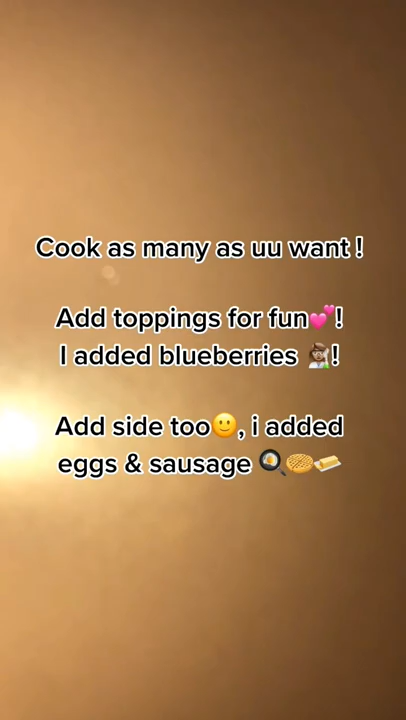 Cook as many as uu want !
Add toppings for fun💕!
I added blueberries 👩🏽‍🍳!
Add side too🙂, i added
eggs & sausage 🍳🧇🧈